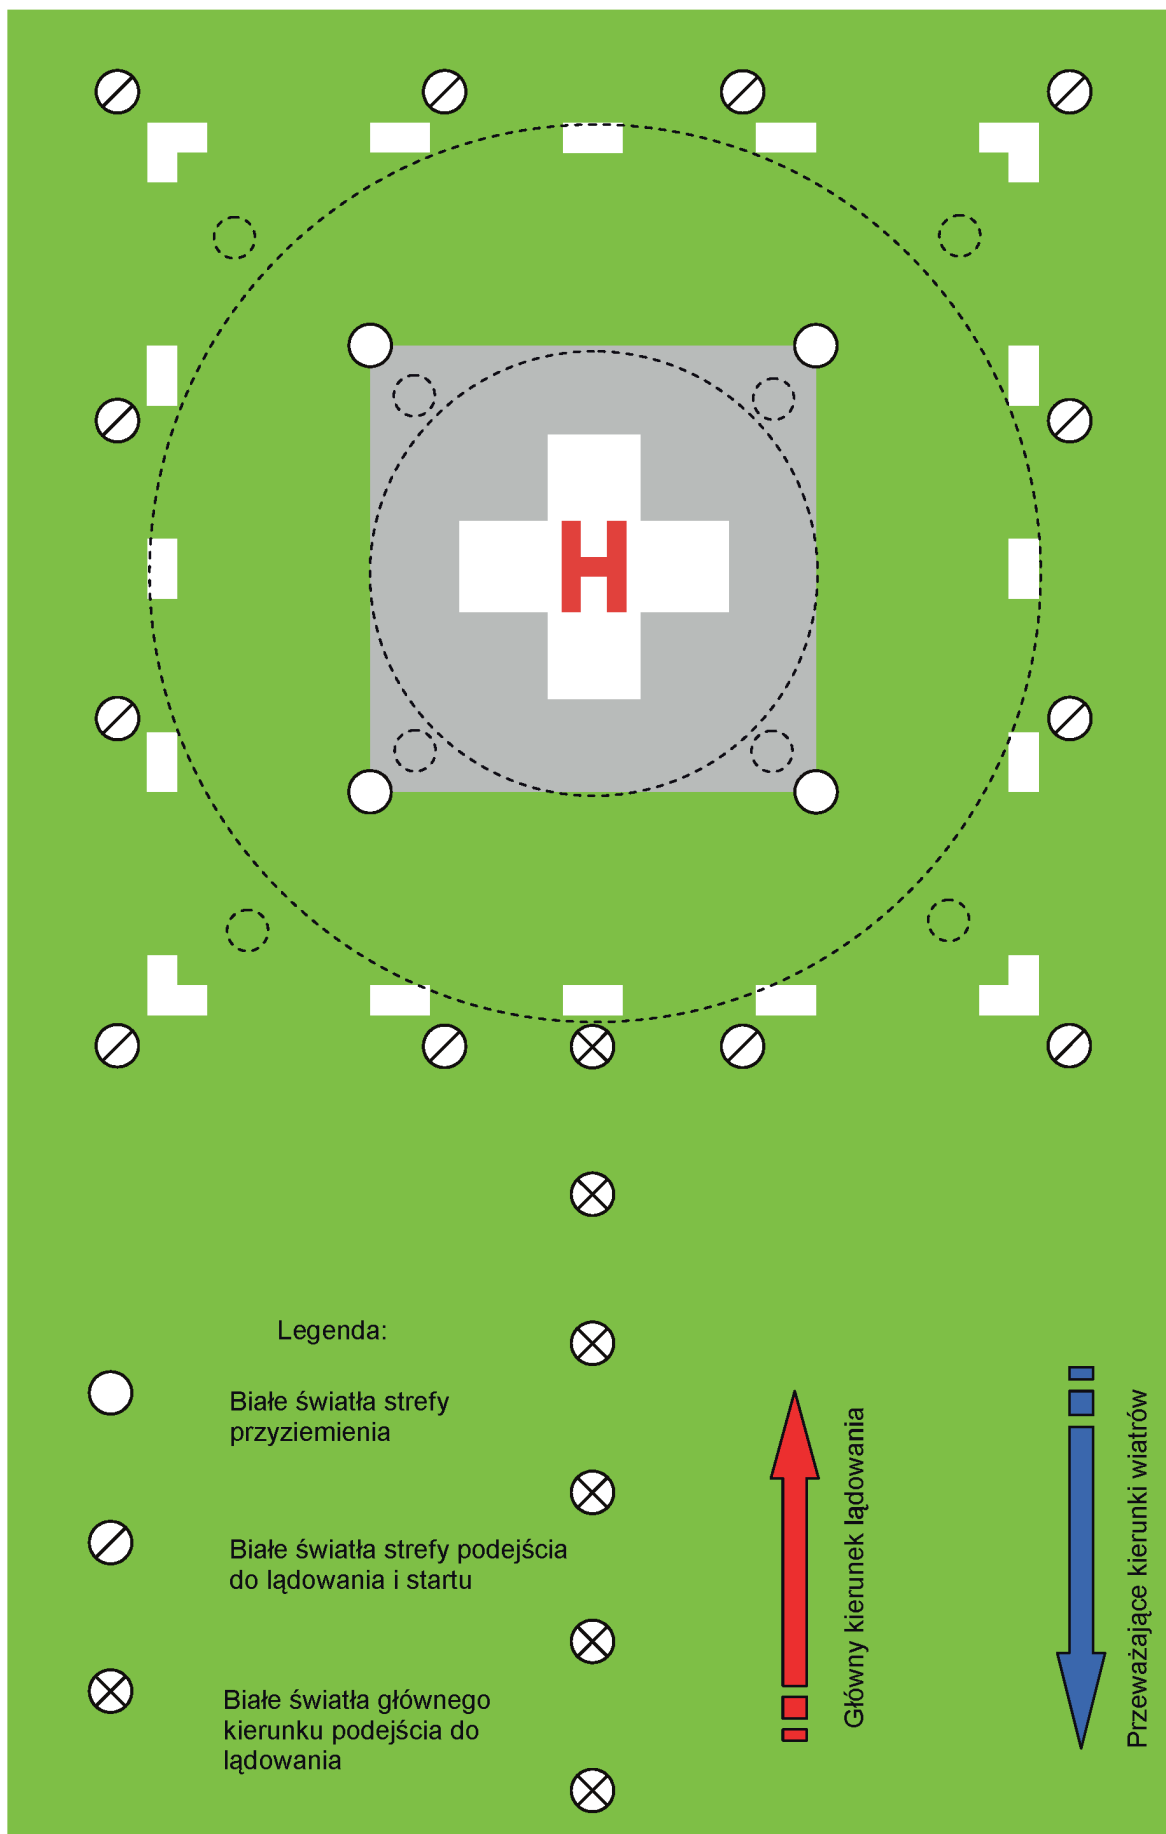 H
Legenda:
Białe światła strefy
przyziemienia
Białe światła strefy podejścia
do lądowania i startu
Białe światła głównego
kierunku podejścia do
lądowania
Główny kierunek lądowania
Przeważające kierunki wiatrów